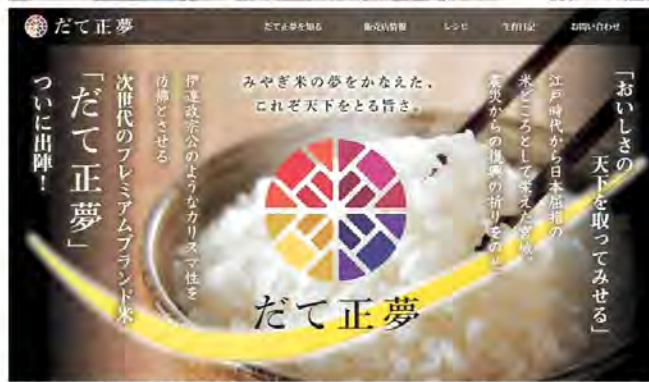 だて正夢
だて正夢を知る
販売店情報
レシピ
生育日記
お問い合わせ
みやぎ米の夢をかなえた、
これぞ天下をとる旨さ。
「おいしさの
天下を取ってみせる」
江戸時代から日本屈指の
米どころとして栄えた宮城。
震災からの復興の祈りをのせ
伊達政宗公のようなカリスマ性を
彷彿とさせる
次世代のプレミアムブランド米
「だて正夢」
ついに出陣！
だて正夢